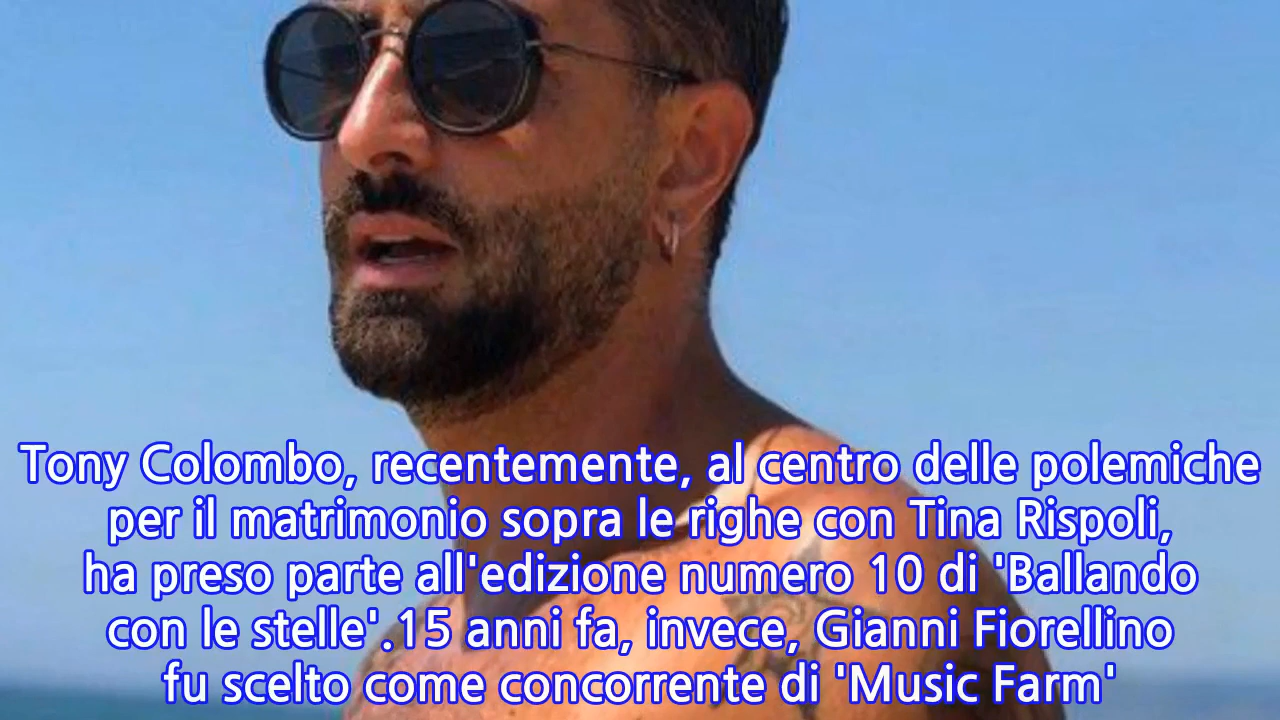 Tony Colombo, recentemente, al centro delle polemiche
per il matrimonio sopra le righe con Tina Rispoli,
ha preso parte all'edizione numero 10 di 'Ballando
con le stelle'.15 anni fa, invece, Gianni Fiorellino
fu scelto come concorrente di 'Music Farm'